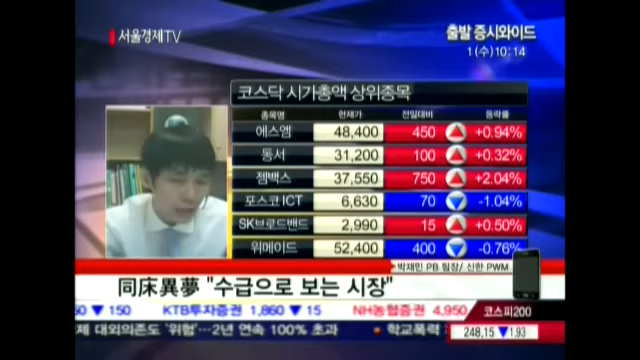 서울경제TV
출발 증시와이드
1 (수) 10:14
코스닥 시가총액 상위종목
종목명 현재가 전일대비 등락률
에스엠 48,400 450 ▲ +0.94%
동서 31,200 100 ▲ +0.32%
젬백스 37,550 750 ▲ +2.04%
포스코 ICT 6,630 70 ▼ -1.04%
SK브로드밴드 2,990 15 ▲ +0.50%
위메이드 52,400 400 ▼ -0.76%
박재민 PB 팀장/ 신한 PWM
同床異夢 "수급으로 보는 시장"
▼ 150 KTB투자증권 1,860 ▼ 15 NH농협증권 4,950 코스피200
제 대외의존도 '위험'…2년 연속 100% 초과 • 학교폭력 248.15 ▼1.93